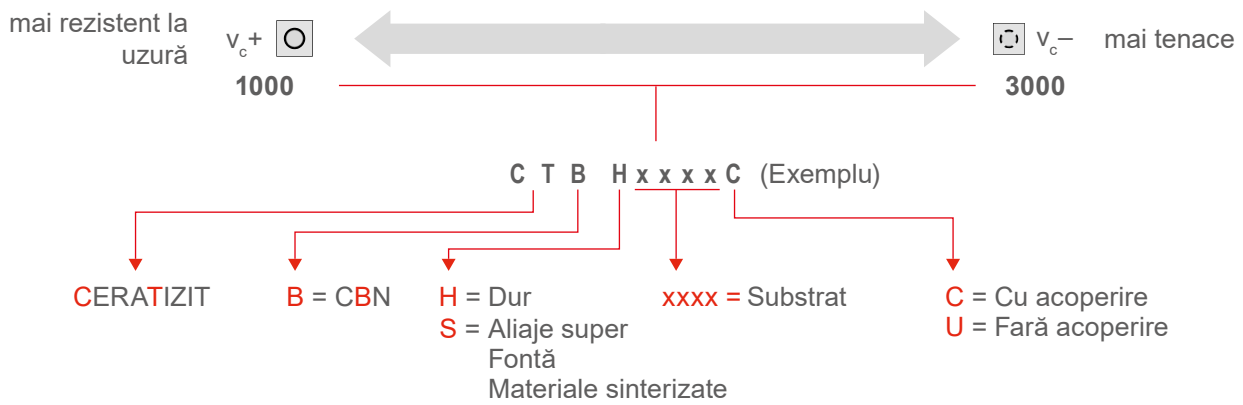 mai rezistent la
uzură
vc+
vc–
mai tenace
1000
3000
C T B H x x x x C (Exemplu)
CERATIZIT
B = CBN
H = Dur
S = Aliaje super
Fontă
Materiale sinterizate
xxxx = Substrat
C = Cu acoperire
U = Fară acoperire